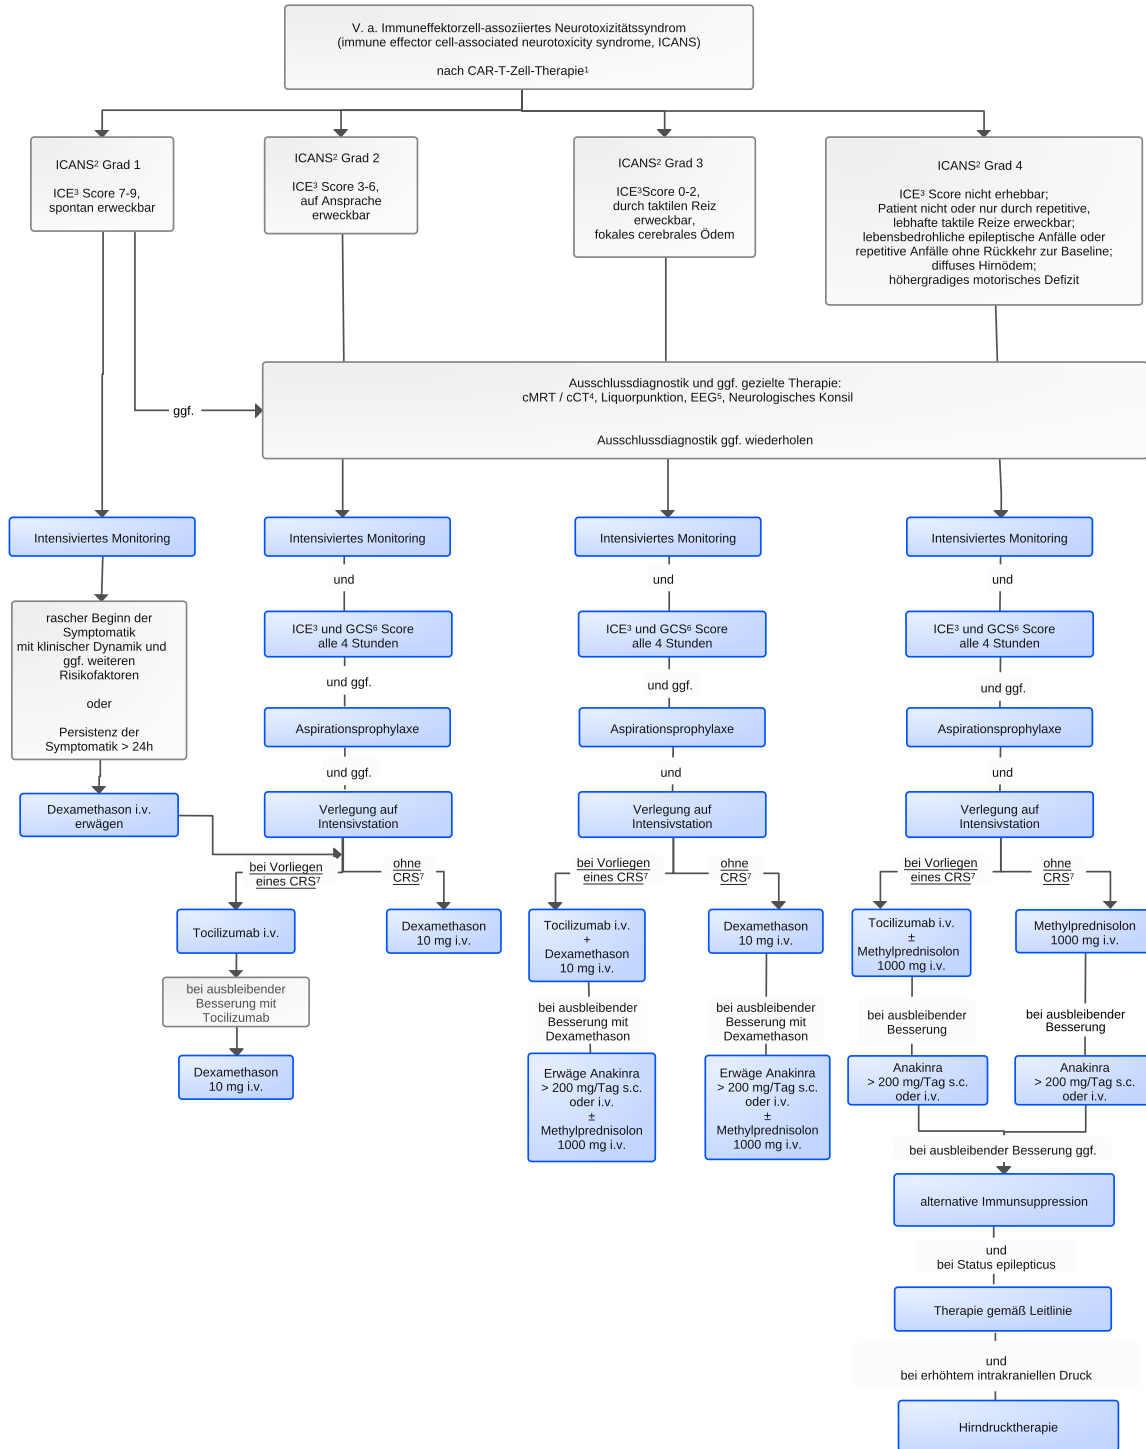 V. a. Immuneffektorzell-assoziiertes Neurotoxizitätssyndrom
(immune effector cell-associated neurotoxicity syndrome, ICANS)
nach CAR-T-Zell-Therapie¹
ICANS² Grad 1
ICE³ Score 7-9,
spontan erweckbar
ICANS² Grad 2
ICE³ Score 3-6,
auf Ansprache
erweckbar
ICANS² Grad 3
ICE³Score 0-2,
durch taktilen Reiz
erweckbar,
fokales cerebrales Ödem
ICANS² Grad 4
ICE³ Score nicht erhebbar;
Patient nicht oder nur durch repetitive,
lebhafte taktile Reize erweckbar;
lebensbedrohliche epileptische Anfälle oder
repetitive Anfälle ohne Rückkehr zur Baseline;
diffuses Hirnödem;
höhergradiges motorisches Defizit
ggf.
Ausschlussdiagnostik und ggf. gezielte Therapie:
cMRT / cCT⁴, Liquorpunktion, EEG⁵, Neurologisches Konsil
Ausschlussdiagnostik ggf. wiederholen
Intensiviertes Monitoring
rascher Beginn der
Symptomatik
mit klinischer Dynamik und
ggf. weiteren
Risikofaktoren
oder
Persistenz der
Symptomatik > 24h
Dexamethason i.v.
erwägen
Intensiviertes Monitoring
und
ICE³ und GCS⁶ Score
alle 4 Stunden
und ggf.
Aspirationsprophylaxe
und ggf.
Verlegung auf
Intensivstation
bei Vorliegen
eines CRS⁷
ohne
CRS⁷
Tocilizumab i.v.
Dexamethason
10 mg i.v.
bei ausbleibender
Besserung mit
Tocilizumab
Dexamethason
10 mg i.v.
Intensiviertes Monitoring
und
ICE³ und GCS⁶ Score
alle 4 Stunden
und ggf.
Aspirationsprophylaxe
und
Verlegung auf
Intensivstation
bei Vorliegen
eines CRS⁷
ohne
CRS⁷
Tocilizumab i.v.
+
Dexamethason
10 mg i.v.
Dexamethason
10 mg i.v.
bei ausbleibender
Besserung mit
Dexamethason
bei ausbleibender
Besserung mit
Dexamethason
Erwäge Anakinra
> 200 mg/Tag s.c.
oder i.v.
±
Methylprednisolon
1000 mg i.v.
Erwäge Anakinra
> 200 mg/Tag s.c.
oder i.v.
±
Methylprednisolon
1000 mg i.v.
Intensiviertes Monitoring
und
ICE³ und GCS⁶ Score
alle 4 Stunden
und ggf.
Aspirationsprophylaxe
und
Verlegung auf
Intensivstation
bei Vorliegen
eines CRS⁷
ohne
CRS⁷
Tocilizumab i.v.
±
Methylprednisolon
1000 mg i.v.
Methylprednisolon
1000 mg i.v.
bei ausbleibender
Besserung
bei ausbleibender
Besserung
Anakinra
> 200 mg/Tag s.c.
oder i.v.
Anakinra
> 200 mg/Tag s.c.
oder i.v.
bei ausbleibender Besserung ggf.
alternative Immunsuppression
und
bei Status epilepticus
Therapie gemäß Leitlinie
und
bei erhöhtem intrakraniellen Druck
Hirndrucktherapie